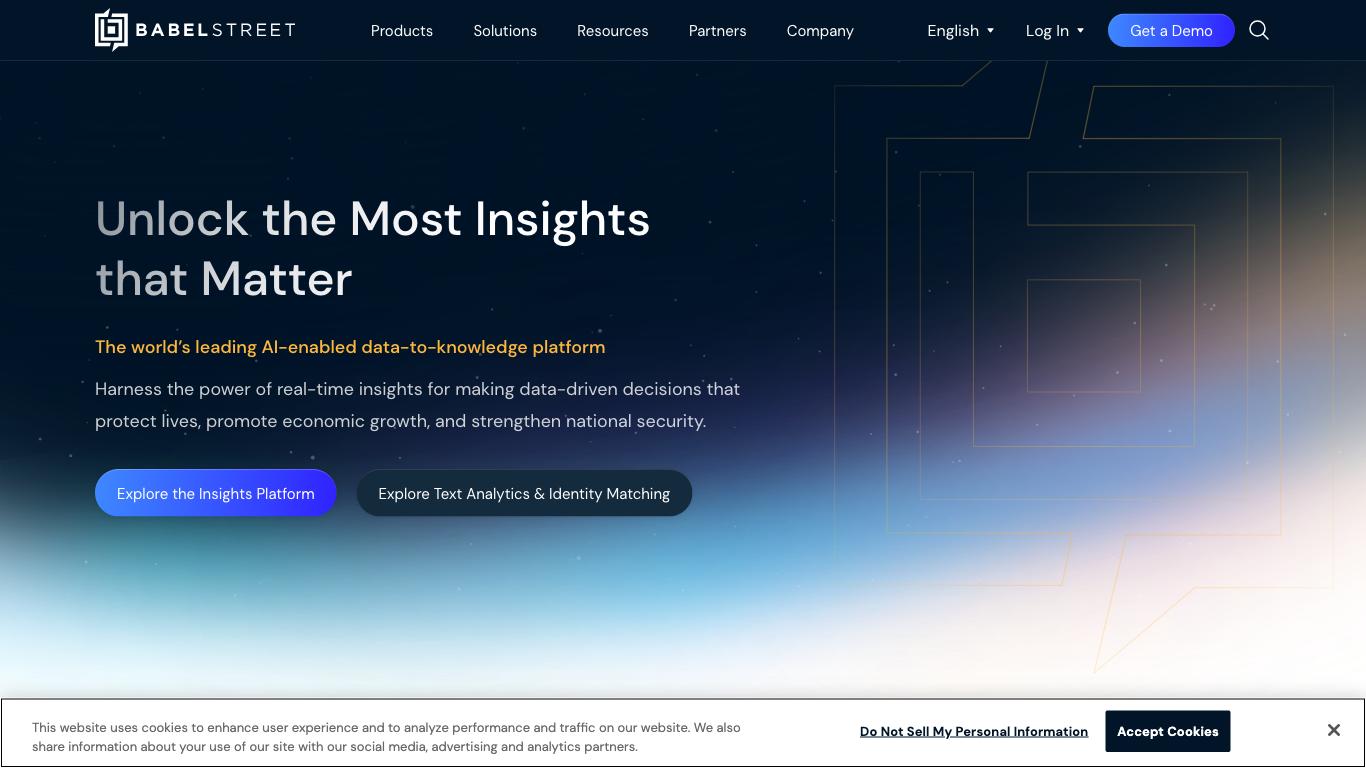 BABELSTREET
Products
Solutions
Resources
Partners
Company
English
Log In
Get a Demo
Unlock the Most Insights
that Matter
The world’s leading AI-enabled data-to-knowledge platform
Harness the power of real-time insights for making data-driven decisions that
protect lives, promote economic growth, and strengthen national security.
Explore the Insights Platform
Explore Text Analytics & Identity Matching
This website uses cookies to enhance user experience and to analyze performance and traffic on our website. We also
share information about your use of our site with our social media, advertising and analytics partners.
Do Not Sell My Personal Information
Accept Cookies